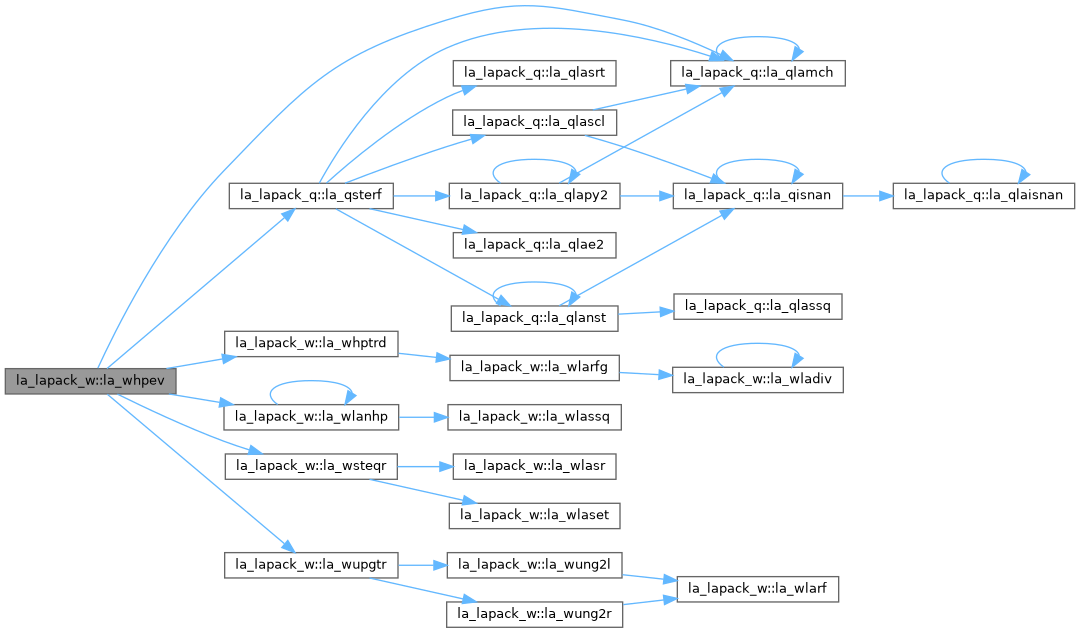 la_lapack_w::la_whpev
la_lapack_q::la_qsterf
la_lapack_w::la_whptrd
la_lapack_w::la_wlanhp
la_lapack_w::la_wsteqr
la_lapack_w::la_wupgtr
la_lapack_q::la_qlasrt
la_lapack_q::la_qlascl
la_lapack_q::la_qlapy2
la_lapack_q::la_qlae2
la_lapack_q::la_qlanst
la_lapack_w::la_wlarfg
la_lapack_w::la_wlassq
la_lapack_w::la_wlasr
la_lapack_w::la_wlaset
la_lapack_w::la_wung2l
la_lapack_w::la_wung2r
la_lapack_q::la_qlamch
la_lapack_q::la_qisnan
la_lapack_q::la_qlassq
la_lapack_w::la_wladiv
la_lapack_w::la_wlarf
la_lapack_q::la_qlaisnan